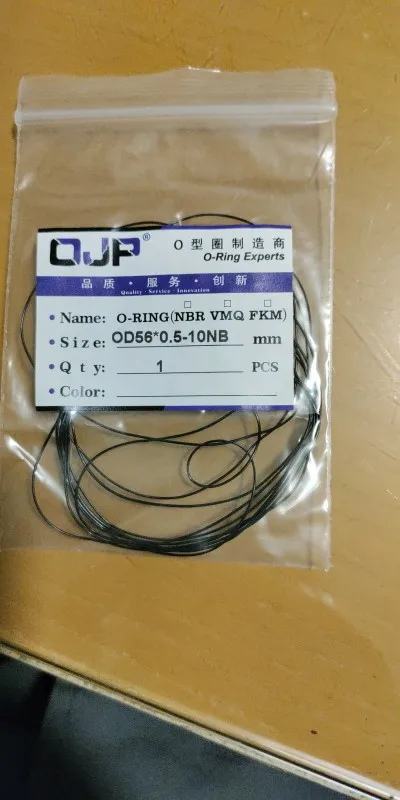 OJP®
O型圈制造商
O-Ring Experts
品质·服务·创新
Quality·Service·Innovation
• Name: O-RING(□NBR □VMQ □FKM)
• Size: OD56*0.5-10NB mm
• Qty: 1 PCS
• Color: